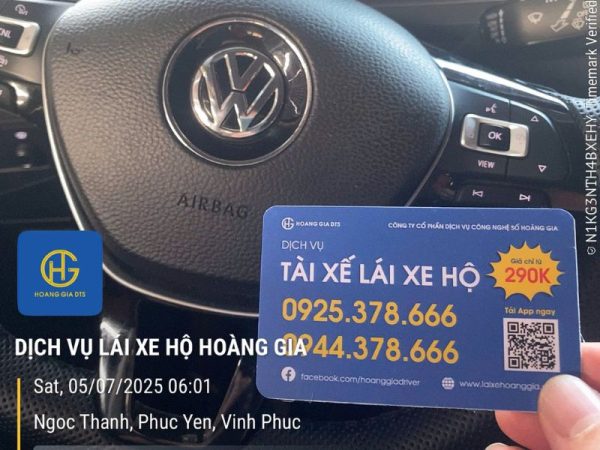 CNL
AIRBAG
OK
VIEW
HOANG GIA DTS
CÔNG TY CỔ PHẦN DỊCH VỤ CÔNG NGHỆ SỐ HOÀNG GIA
DỊCH VỤ
TÀI XẾ LÁI XE HỘ
Giá chỉ từ
290K
0925.378.666
0944.378.666
Tải App ngay
facebook.com/hoanggiadriver
www.laixehoanggia
HG
HOANG GIA DTS
DỊCH VỤ LÁI XE HỘ HOÀNG GIA
Sat, 05/07/2025 06:01
Ngoc Thanh, Phuc Yen, Vinh Phuc
© N1KG3NTH4BXEHY Timemark Verified